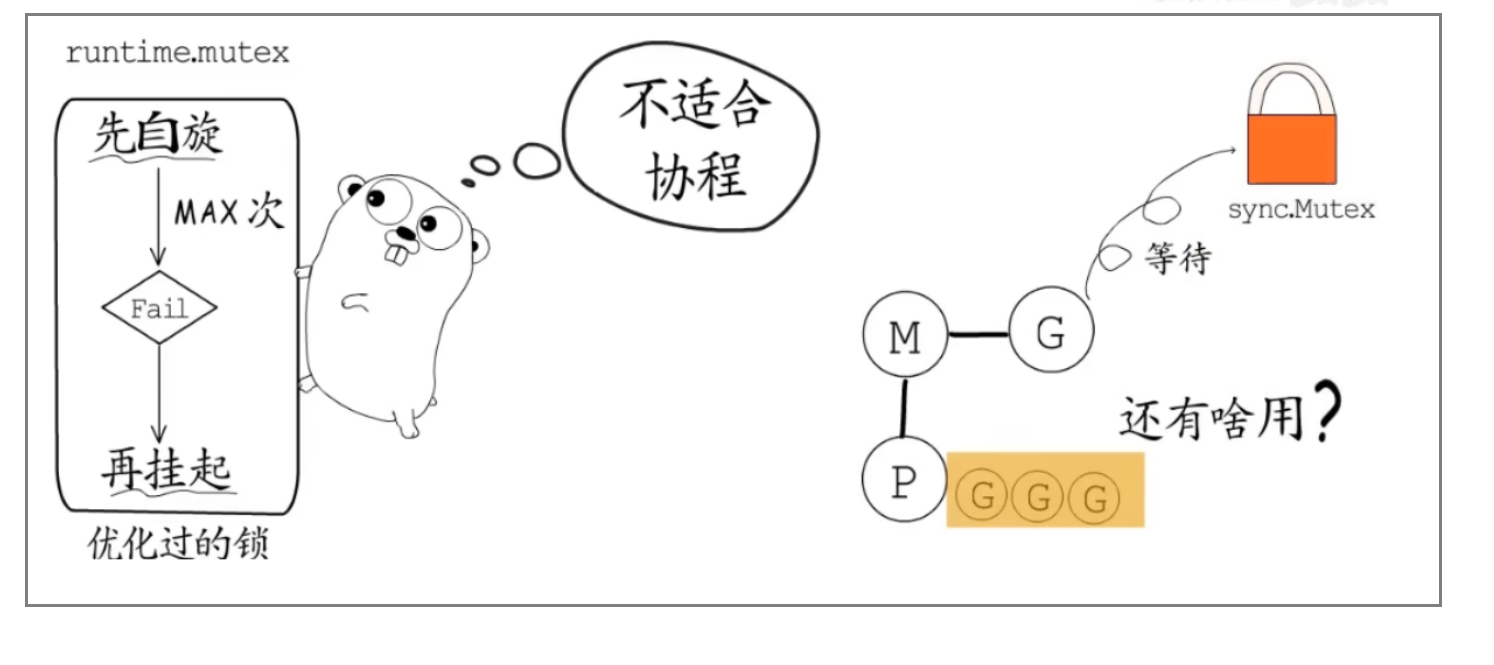 runtime.mutex
先自旋
MAX 次
Fail
再挂起
优化过的锁
不适合
协程
sync.Mutex
等待
M G
还有啥用?
P G G G